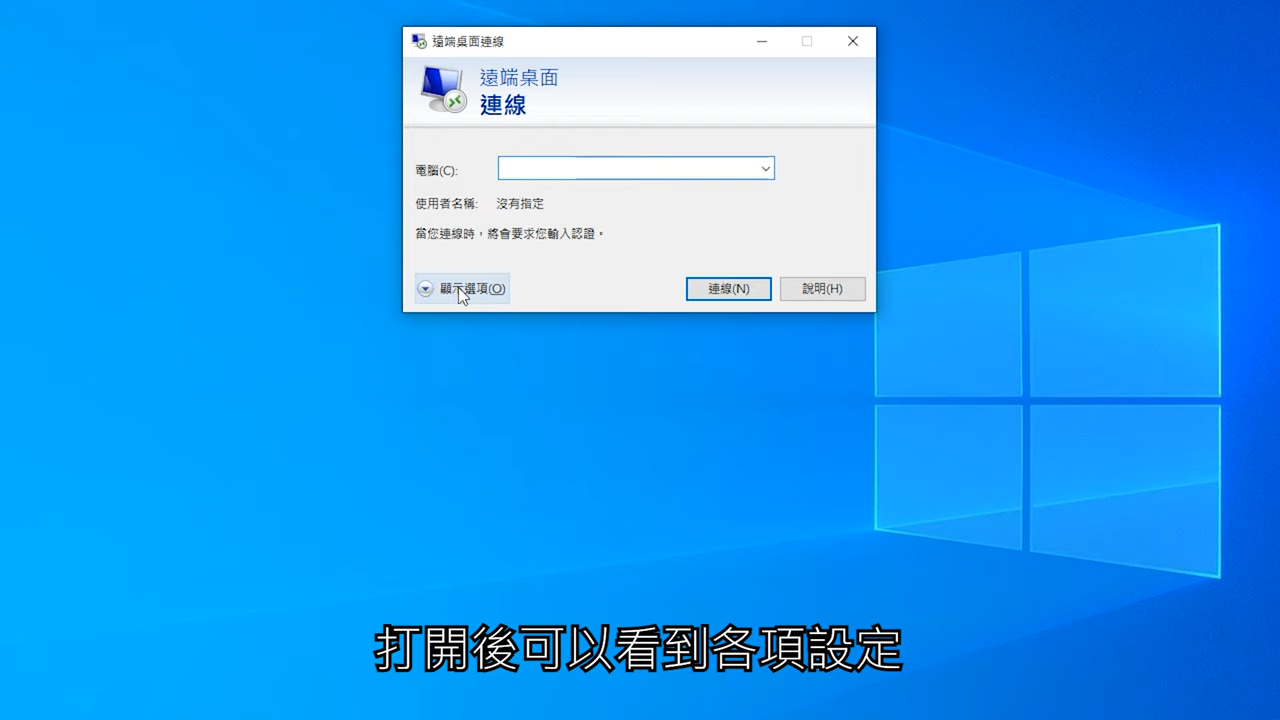 遠端桌面連線
遠端桌面
連線
電腦(C):
使用者名稱: 沒有指定
當您連線時，將會要求您輸入認證。
顯示選項(O) 連線(N) 說明(H)
打開後可以看到各項設定